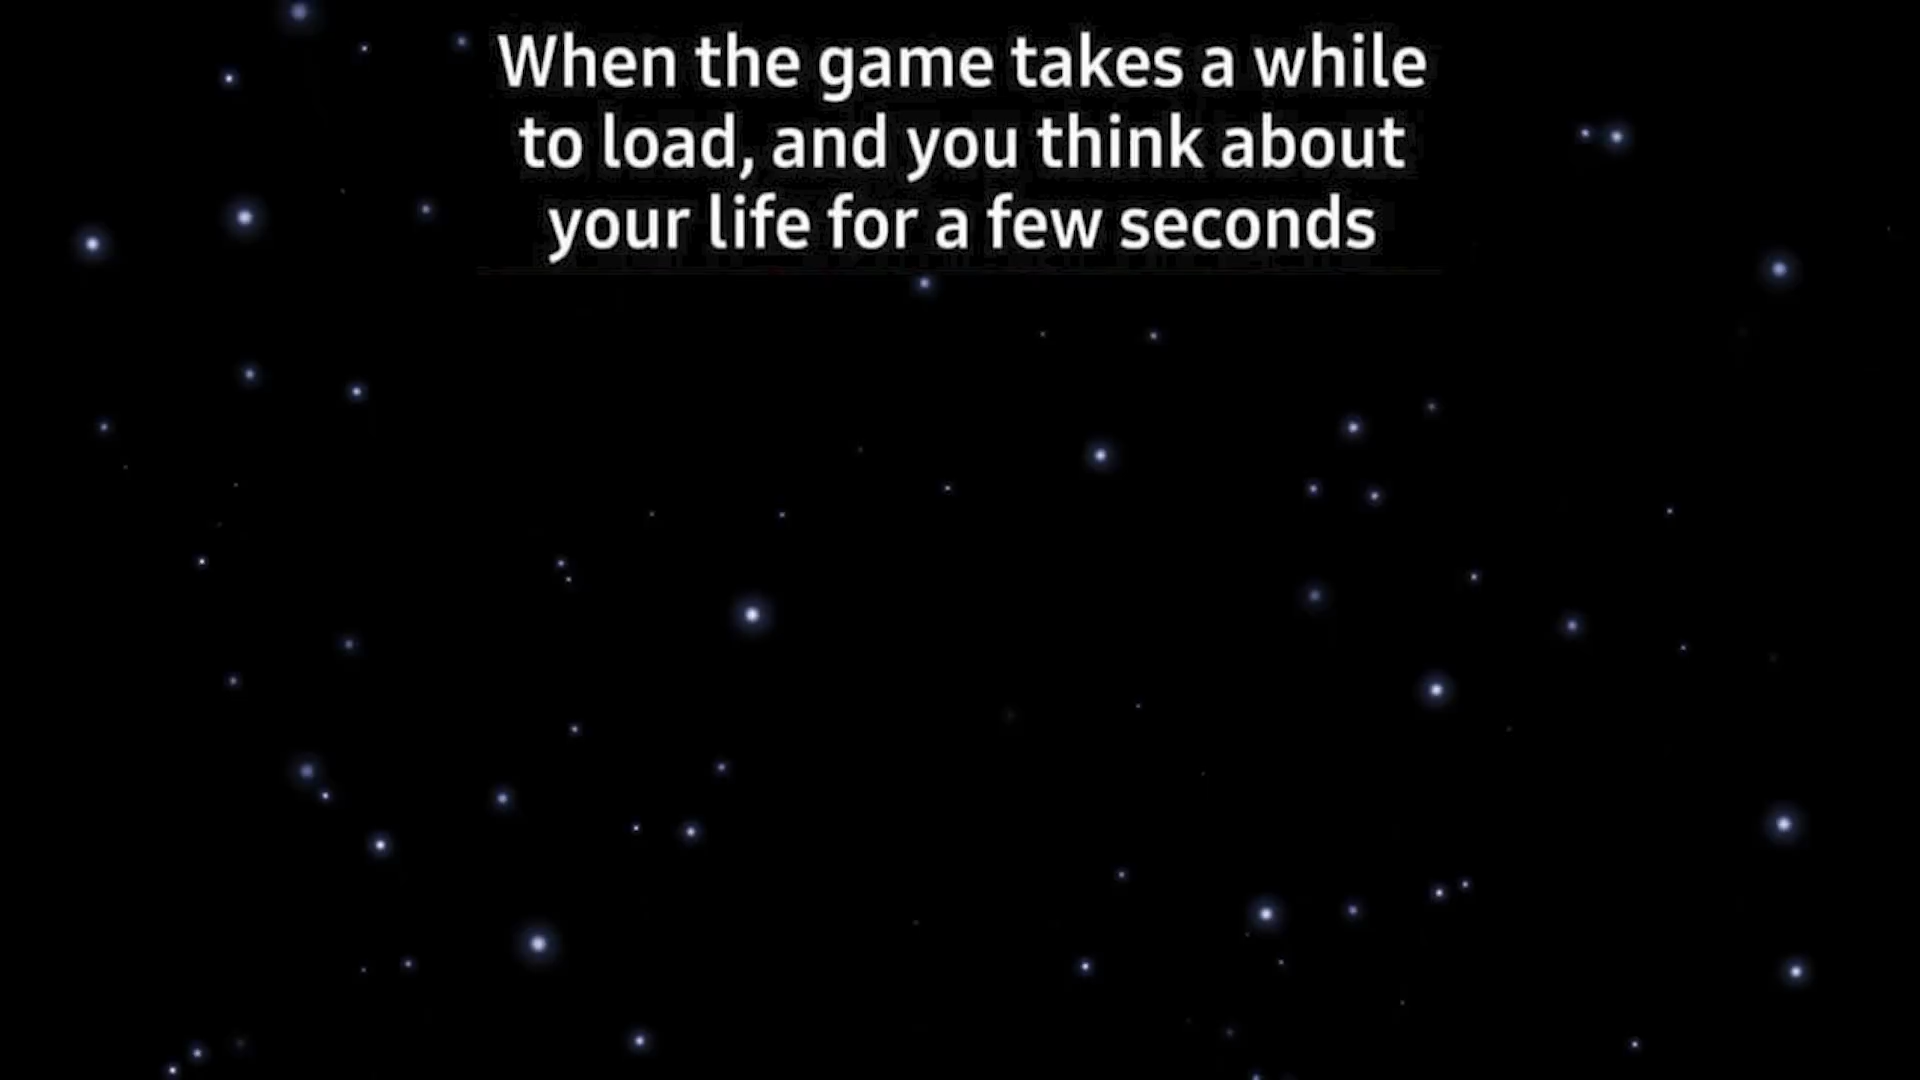 When the game takes a while
to load, and you think about
your life for a few seconds